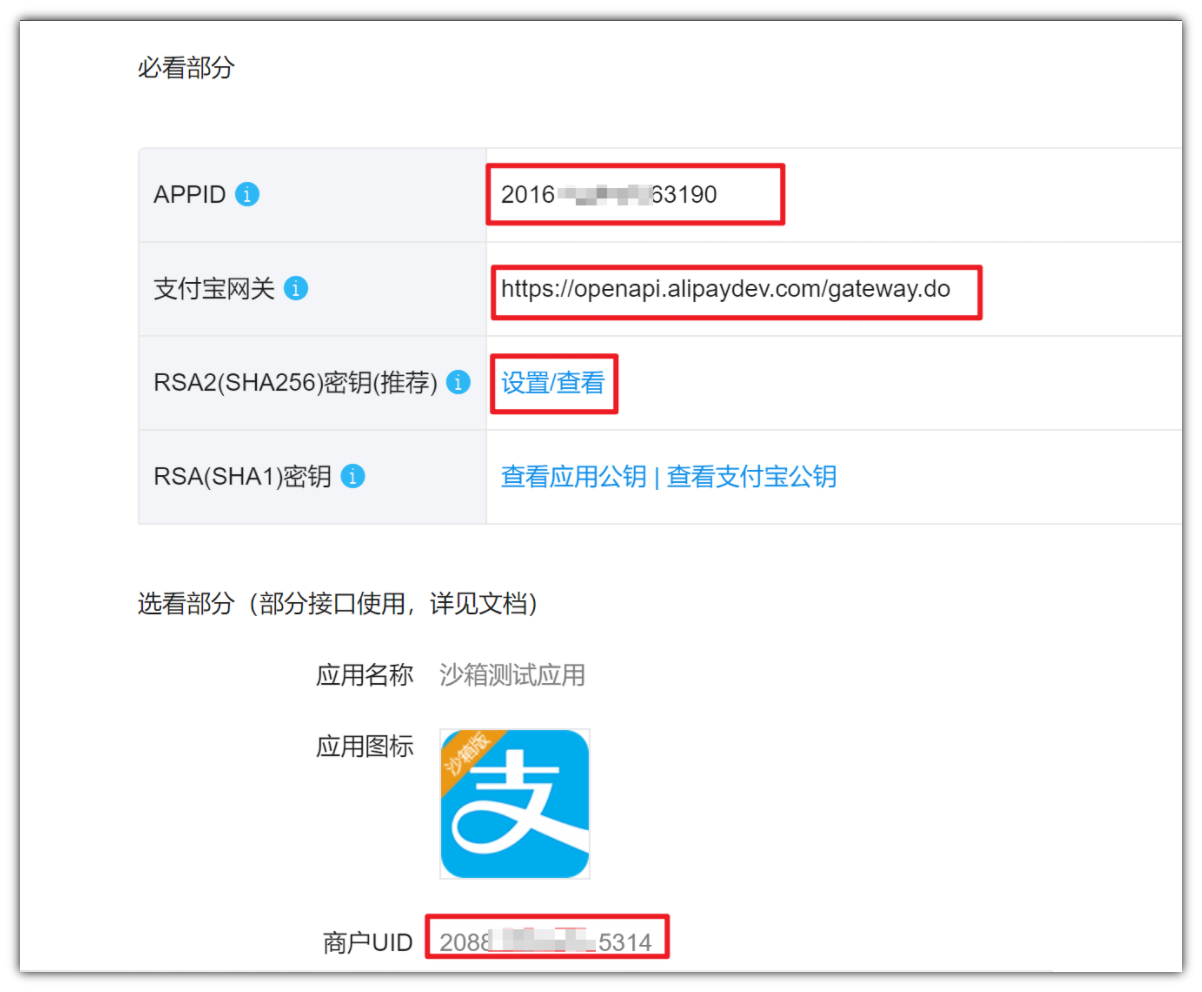 必看部分
APPID
2016 63190
支付宝网关
https://openapi.alipaydev.com/gateway.do
RSA2(SHA256)密钥(推荐)
设置/查看
RSA(SHA1)密钥
查看应用公钥 | 查看支付宝公钥
选看部分（部分接口使用，详见文档）
应用名称 沙箱测试应用
应用图标
沙箱版
支
商户UID 2088 5314